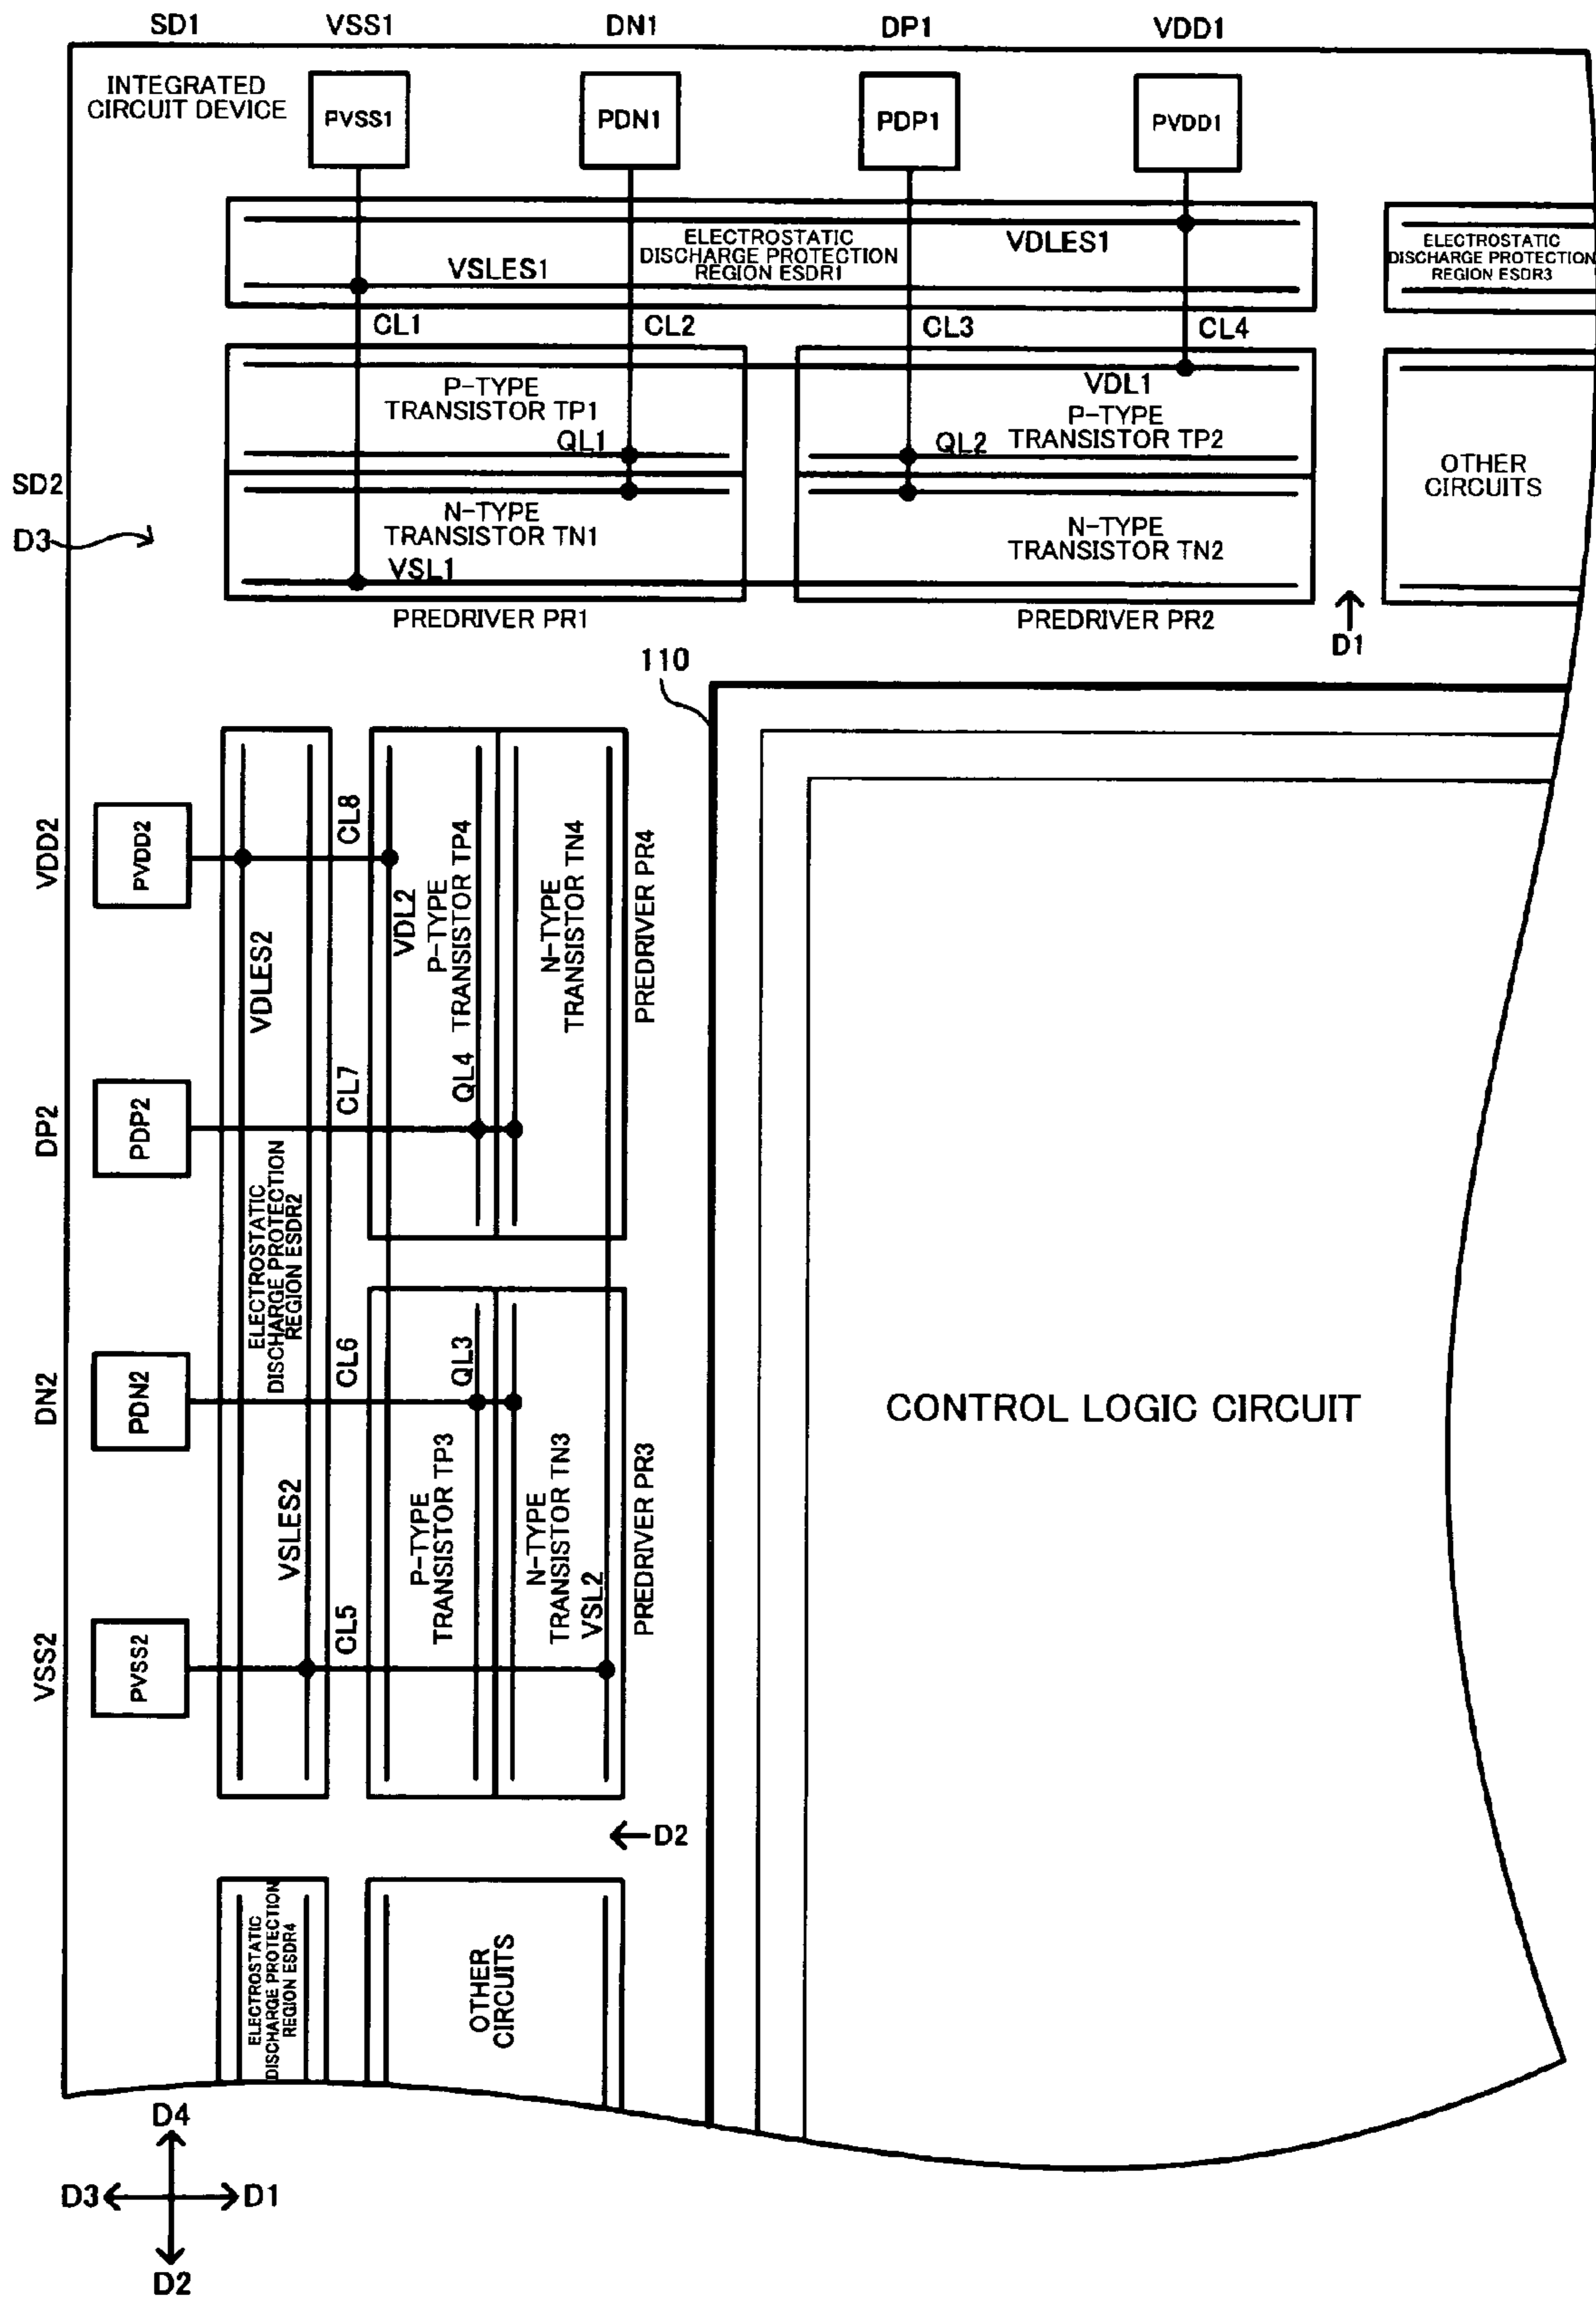 SD1
VSS1
DN1
DP1
VDD1
INTEGRATED
CIRCUIT DEVICE
PVSS1
PDN1
PDP1
PVDD1
ELECTROSTATIC
DISCHARGE PROTECTION
REGION ESDR1
VDLES1
VSLES1
ELECTROSTATIC
DISCHARGE PROTECTION
REGION ESDR3
CL1
CL2
CL3
CL4
P-TYPE
TRANSISTOR TP1
QL1
VDL1
P-TYPE
TRANSISTOR TP2
QL2
SD2
D3
N-TYPE
TRANSISTOR TN1
VSL1
N-TYPE
TRANSISTOR TN2
OTHER
CIRCUITS
PREDRIVER PR1
PREDRIVER PR2
D1
110
VDD2
PVDD2
CL8
VDLES2
VDL2
P-TYPE
TRANSISTOR TP4
N-TYPE
TRANSISTOR TN4
PREDRIVER PR4
DP2
PDP2
CL7
QL4
ELECTROSTATIC
DISCHARGE PROTECTION
REGION ESDR2
DN2
PDN2
CL6
QL3
CONTROL LOGIC CIRCUIT
VSLES2
P-TYPE
TRANSISTOR TP3
N-TYPE
TRANSISTOR TN3
VSL2
PREDRIVER PR3
VSS2
PVSS2
CL5
D2
ELECTROSTATIC
DISCHARGE PROTECTION
REGION ESDR4
OTHER
CIRCUITS
D4
D3
D1
D2